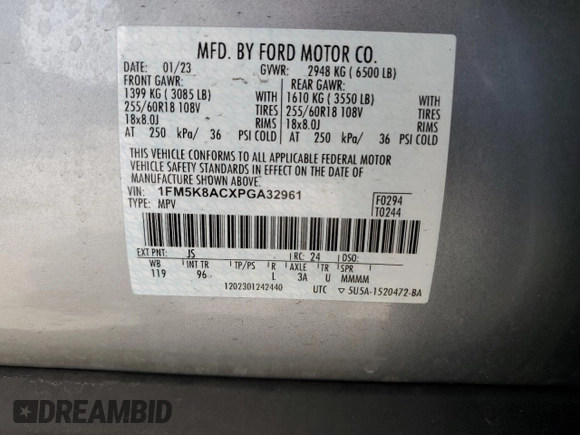 MFD. BY FORD MOTOR CO.
DATE: 01/23 GVWR: 2948 KG ( 6500 LB)
FRONT GAWR: REAR GAWR:
1399 KG ( 3085 LB) WITH 1610 KG ( 3550 LB) WITH
255/60R18 108V TIRES 255/60R18 108V TIRES
18x8.0J RIMS 18x8.0J RIMS
AT 250 kPa/ 36 PSI COLD AT 250 kPa/ 36 PSI COLD
THIS VEHICLE CONFORMS TO ALL APPLICABLE FEDERAL MOTOR
VEHICLE SAFETY STANDARDS IN EFFECT ON THE DATE OF
MANUFACTURE SHOWN ABOVE.
VIN: 1FM5K8ACXPGA32961
TYPE: MPV
F0294
T0244
EXT PNT: JS RC: 24 DSO:
WB INT TR TP/PS R AXLE TR SPR
119 96 L 3A U MMMM
1202301242440 UTC ▽ 5U5A-1520472-BA
DREAMBID